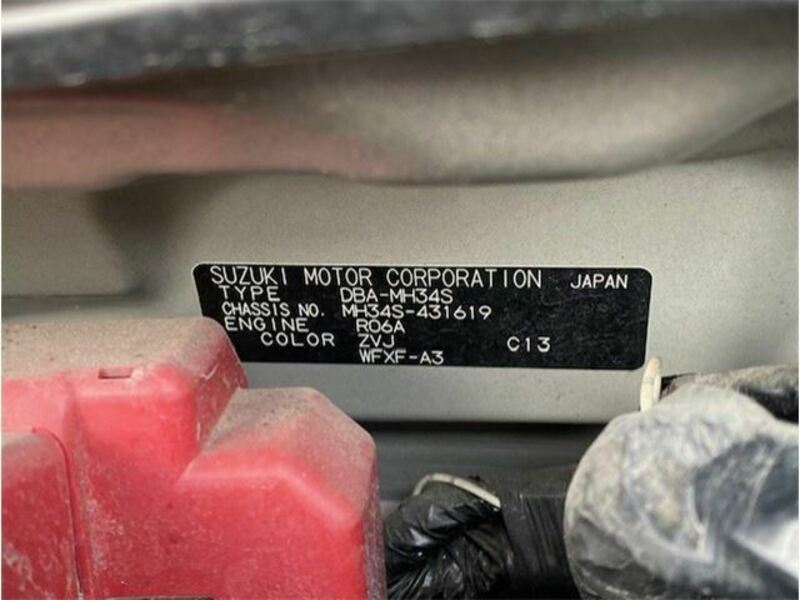 SUZUKI MOTOR CORPORATION JAPAN
TYPE DBA-MH34S
CHASSIS NO. MH34S-431619
ENGINE R06A
COLOR ZVJ C13
WFXF-A3